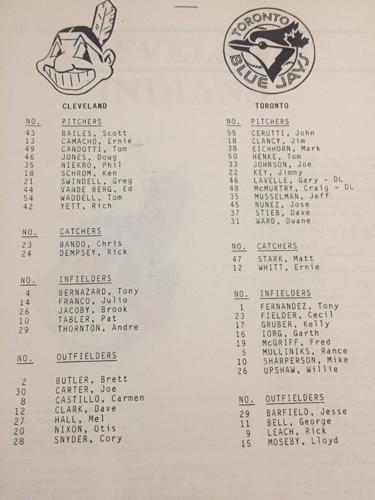 TORONTO
BLUE JAYS
CLEVELAND
NO. PITCHERS
43 BAILES, Scott
13 CAMACHO, Ernie
49 CANDOTTI, Tom
46 JONES, Doug
35 NIEKRO, Phil
18 SCHROM, Ken
21 SWINDELL, Greg
44 VANDE BERG, Ed
54 WADDELL, Tom
42 YETT, Rich
NO. CATCHERS
23 BANDO, Chris
24 DEMPSEY, Rick
NO. INFIELDERS
4 BERNAZARD, Tony
14 FRANCO, Julio
26 JACOBY, Brook
10 TABLER, Pat
29 THORNTON, Andre
NO. OUTFIELDERS
2 BUTLER, Brett
30 CARTER, Joe
8 CASTILLO, Carmen
12 CLARK, Dave
27 HALL, Mel
20 NIXON, Otis
28 SNYDER, Cory
TORONTO
NO. PITCHERS
55 CERUTTI, John
18 CLANCY, Jim
38 EICHHORN, Mark
50 HENKE, Tom
33 JOHNSON, Joe
22 KEY, Jimmy
46 LAVELLE, Gary - DL
48 McMURTRY, Craig - DL
35 MUSSELMAN, Jeff
45 NUNEZ, Jose
37 STIEB, Dave
31 WARD, Duane
NO. CATCHERS
47 STARK, Matt
12 WHITT, Ernie
NO. INFIELDERS
1 FERNANDEZ, Tony
23 FIELDER, Cecil
17 GRUBER, Kelly
16 IORG, Garth
19 McGRIFF, Fred
5 MULLINIKS, Rance
10 SHARPERSON, Mike
26 UPSHAW, Willie
NO. OUTFIELDERS
29 BARFIELD, Jesse
11 BELL, George
9 LEACH, Rick
15 MOSEBY, Lloyd